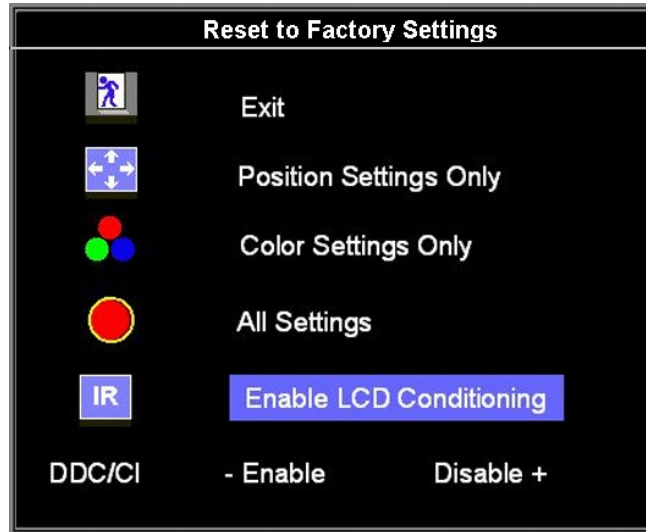 Reset to Factory Settings
Exit
Position Settings Only
Color Settings Only
All Settings
IR Enable LCD Conditioning
DDC/CI - Enable Disable +